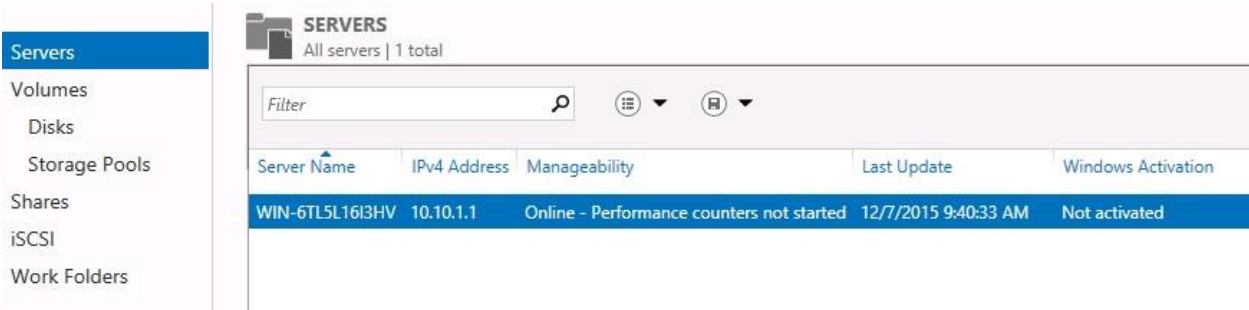 Servers
Volumes
Disks
Storage Pools
Shares
iSCSI
Work Folders
SERVERS
All servers | 1 total
Filter
Server Name IPv4 Address Manageability Last Update Windows Activation
WIN-6TL5L16I3HV 10.10.1.1 Online - Performance counters not started 12/7/2015 9:40:33 AM Not activated